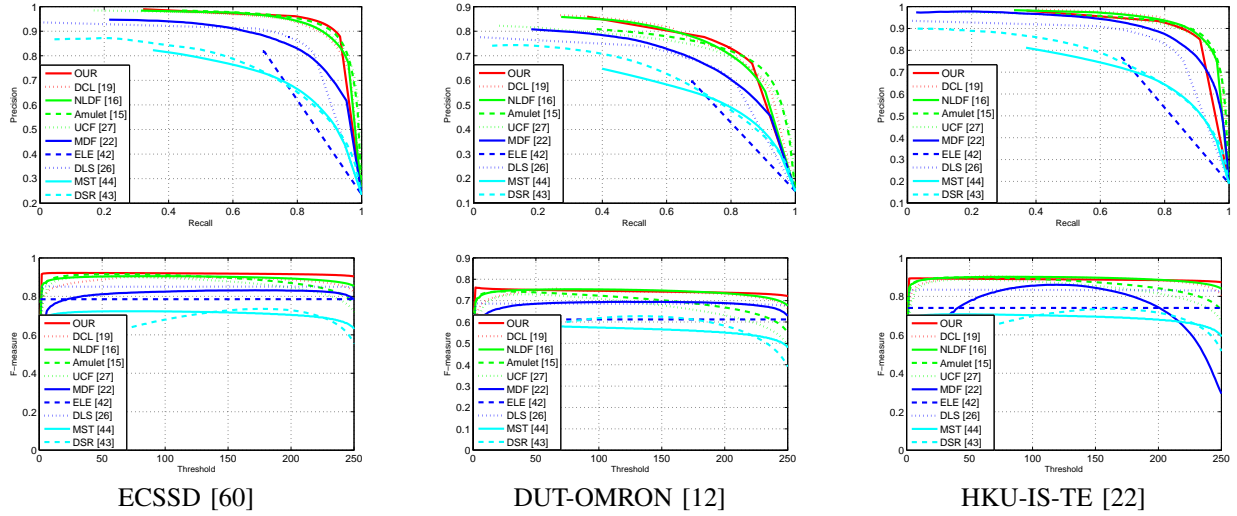 1
0.9
0.8
0.7
0.6
0.5
0.4
0.3
0.2
0 0.2 0.4 0.6 0.8 1
Precision
Recall
OUR
DCL [19]
NLDF [16]
Amulet [15]
UCF [27]
MDF [22]
ELE [42]
DLS [26]
MST [44]
DSR [43]
0.9
0.8
0.7
0.6
0.5
0.4
0.3
0.2
0.1
0 0.2 0.4 0.6 0.8 1
Precision
Recall
OUR
DCL [19]
NLDF [16]
Amulet [15]
UCF [27]
MDF [22]
ELE [42]
DLS [26]
MST [44]
DSR [43]
1
0.9
0.8
0.7
0.6
0.5
0.4
0.3
0.2
0.1
0 0.2 0.4 0.6 0.8 1
Precision
Recall
OUR
DCL [19]
NLDF [16]
Amulet [15]
UCF [27]
MDF [22]
ELE [42]
DLS [26]
MST [44]
DSR [43]
1
0.8
0.6
0.4
0.2
0
0 50 100 150 200 250
F-measure
Threshold
OUR
DCL [19]
NLDF [16]
Amulet [15]
UCF [27]
MDF [22]
ELE [42]
DLS [26]
MST [44]
DSR [43]
0.9
0.8
0.7
0.6
0.5
0.4
0.3
0.2
0.1
0
0 50 100 150 200 250
F-measure
Threshold
OUR
DCL [19]
NLDF [16]
Amulet [15]
UCF [27]
MDF [22]
ELE [42]
DLS [26]
MST [44]
DSR [43]
1
0.8
0.6
0.4
0.2
0
0 50 100 150 200 250
F-measure
Threshold
OUR
DCL [19]
NLDF [16]
Amulet [15]
UCF [27]
MDF [22]
ELE [42]
DLS [26]
MST [44]
DSR [43]
ECSSD [60]
DUT-OMRON [12]
HKU-IS-TE [22]